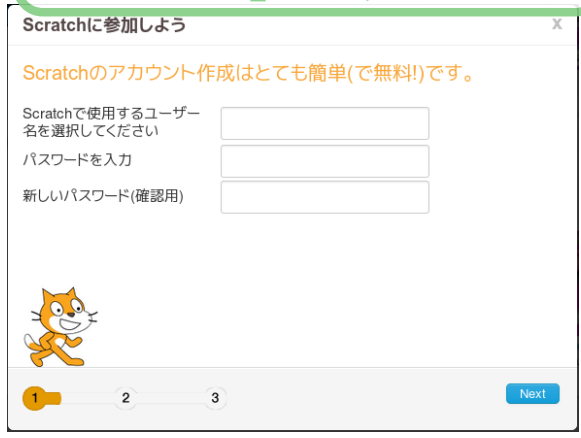 Scratchに参加しよう
x
Scratchのアカウント作成はとても簡単(で無料!)です。
Scratchで使用するユーザー
名を選択してください
パスワードを入力
新しいパスワード(確認用)
1 2 3
Next